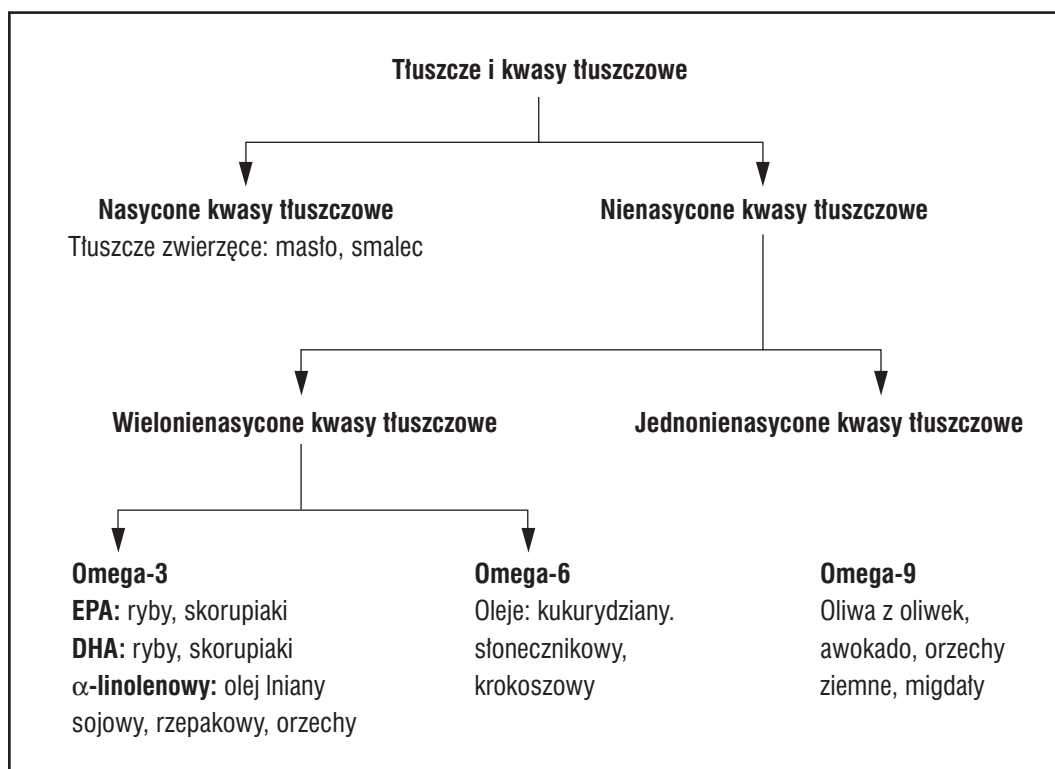 Tłuszcze i kwasy tłuszczowe
Nasycone kwasy tłuszczowe
Tłuszcze zwierzęce: masło, smalec
Nienasycone kwasy tłuszczowe
Wielonienasycone kwasy tłuszczowe
Jednonienasycone kwasy tłuszczowe
Omega-3
EPA: ryby, skorupiaki
DHA: ryby, skorupiaki
α-linolenowy: olej lniany
sojowy, rzepakowy, orzechy
Omega-6
Oleje: kukurydziany.
słonecznikowy,
krokoszowy
Omega-9
Oliwa z oliwek,
awokado, orzechy
ziemne, migdały